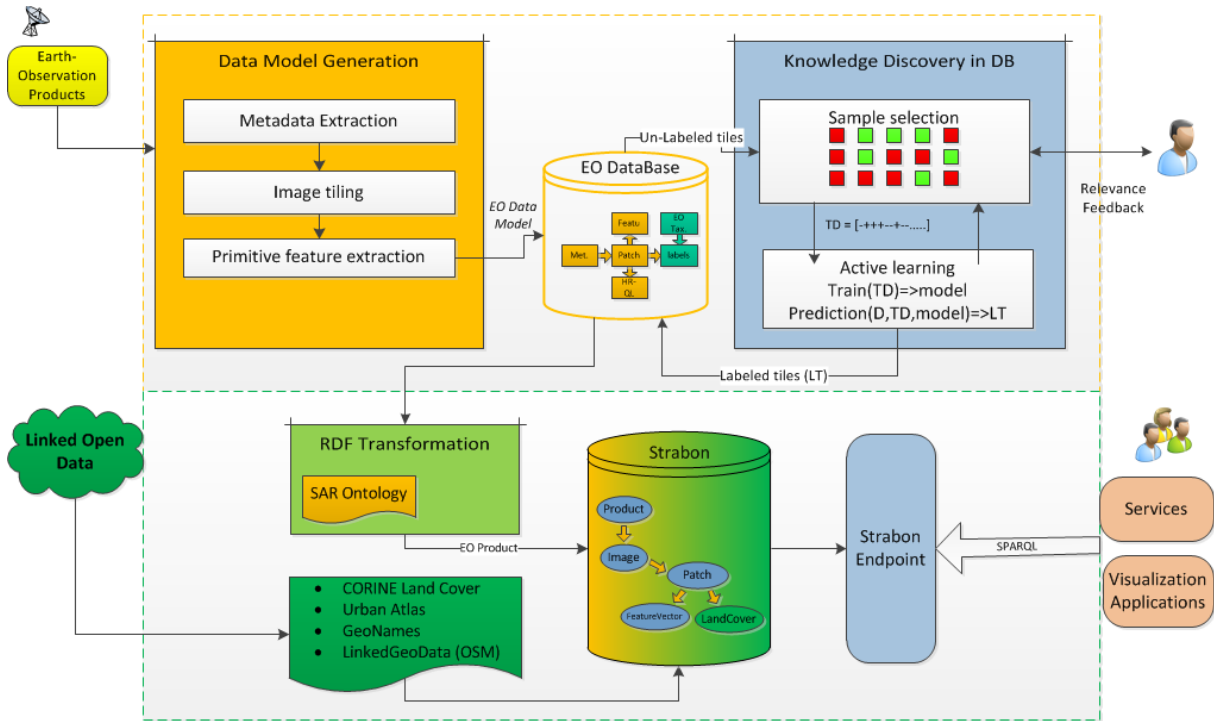 Earth-
Observation
Products
Data Model Generation
Metadata Extraction
Image tiling
Primitive feature extraction
EO Data
Model
EO DataBase
Featu
EO
Tax.
Met.
Patch
labels
HR-
QL
Un-Labeled tiles
Knowledge Discovery in DB
Sample selection
TD = [-+++--+--.....]
Active learning
Train(TD)=>model
Prediction(D,TD,model)=>LT
Relevance
Feedback
Labeled tiles (LT)
Linked Open
Data
RDF Transformation
SAR Ontology
EO Product
• CORINE Land Cover
• Urban Atlas
• GeoNames
• LinkedGeoData (OSM)
Strabon
Product
Image
Patch
FeatureVector
LandCover
Strabon
Endpoint
SPARQL
Services
Visualization
Applications